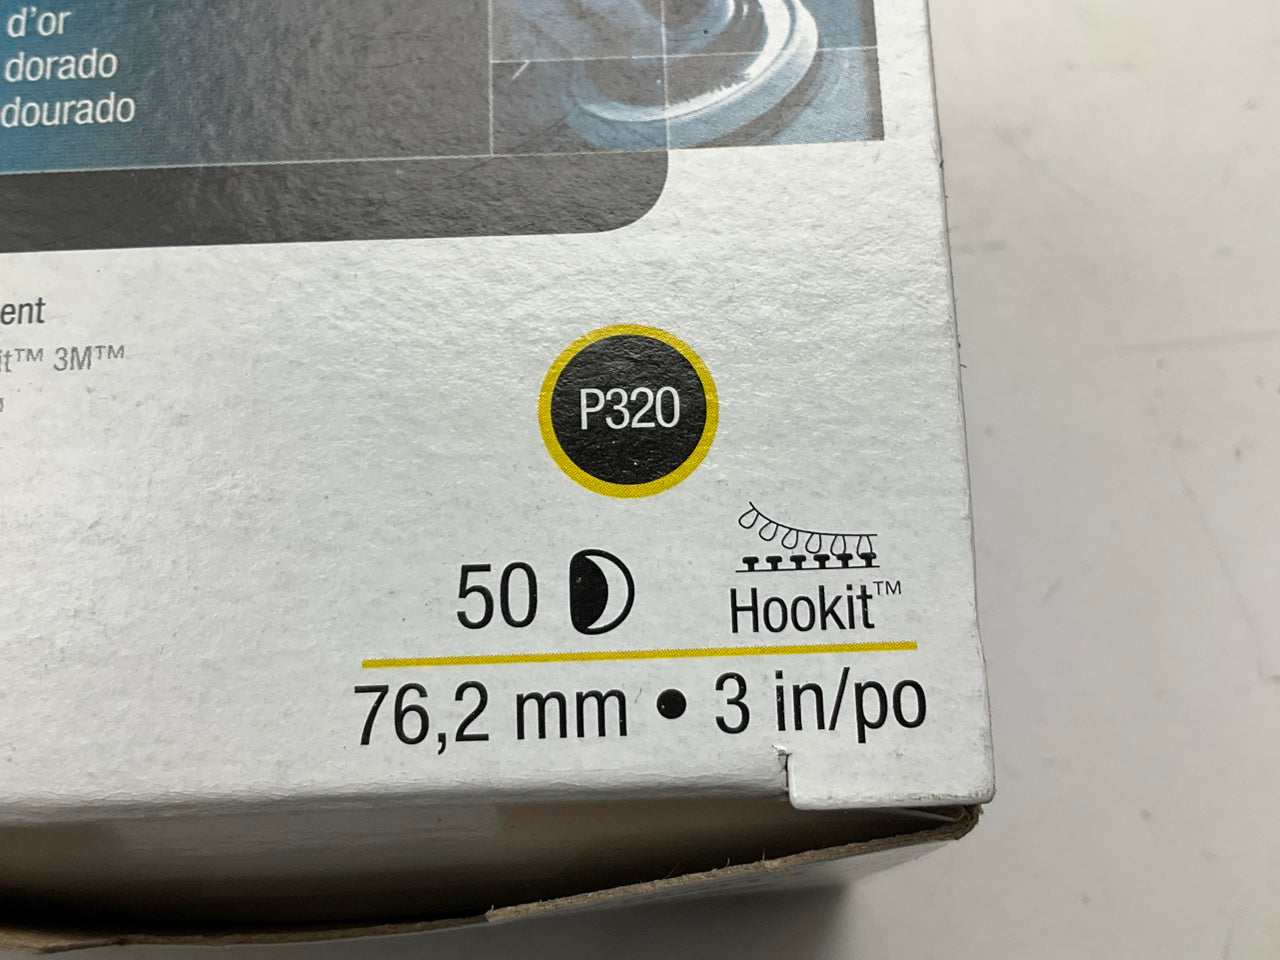 d'or
dorado
dourado
ent
it™ 3M™
P320
50
Hookit™
76,2 mm • 3 in/po